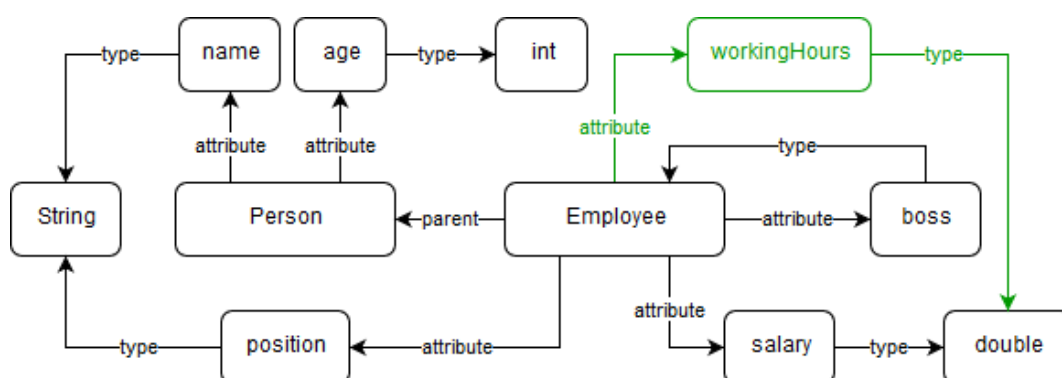 type name age type int workingHours type
attribute attribute attribute
type
String Person parent Employee attribute boss
attribute
type position attribute salary type double